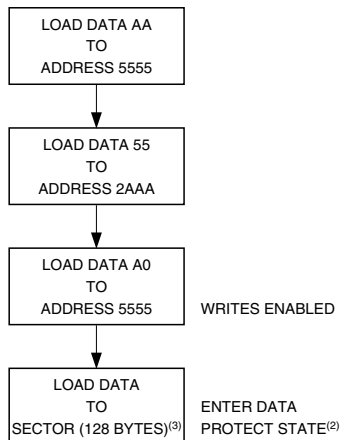 LOAD DATA AA
TO
ADDRESS 5555
LOAD DATA 55
TO
ADDRESS 2AAA
LOAD DATA A0
TO
ADDRESS 5555
WRITES ENABLED
LOAD DATA
TO
SECTOR (128 BYTES)(3)
ENTER DATA
PROTECT STATE(2)